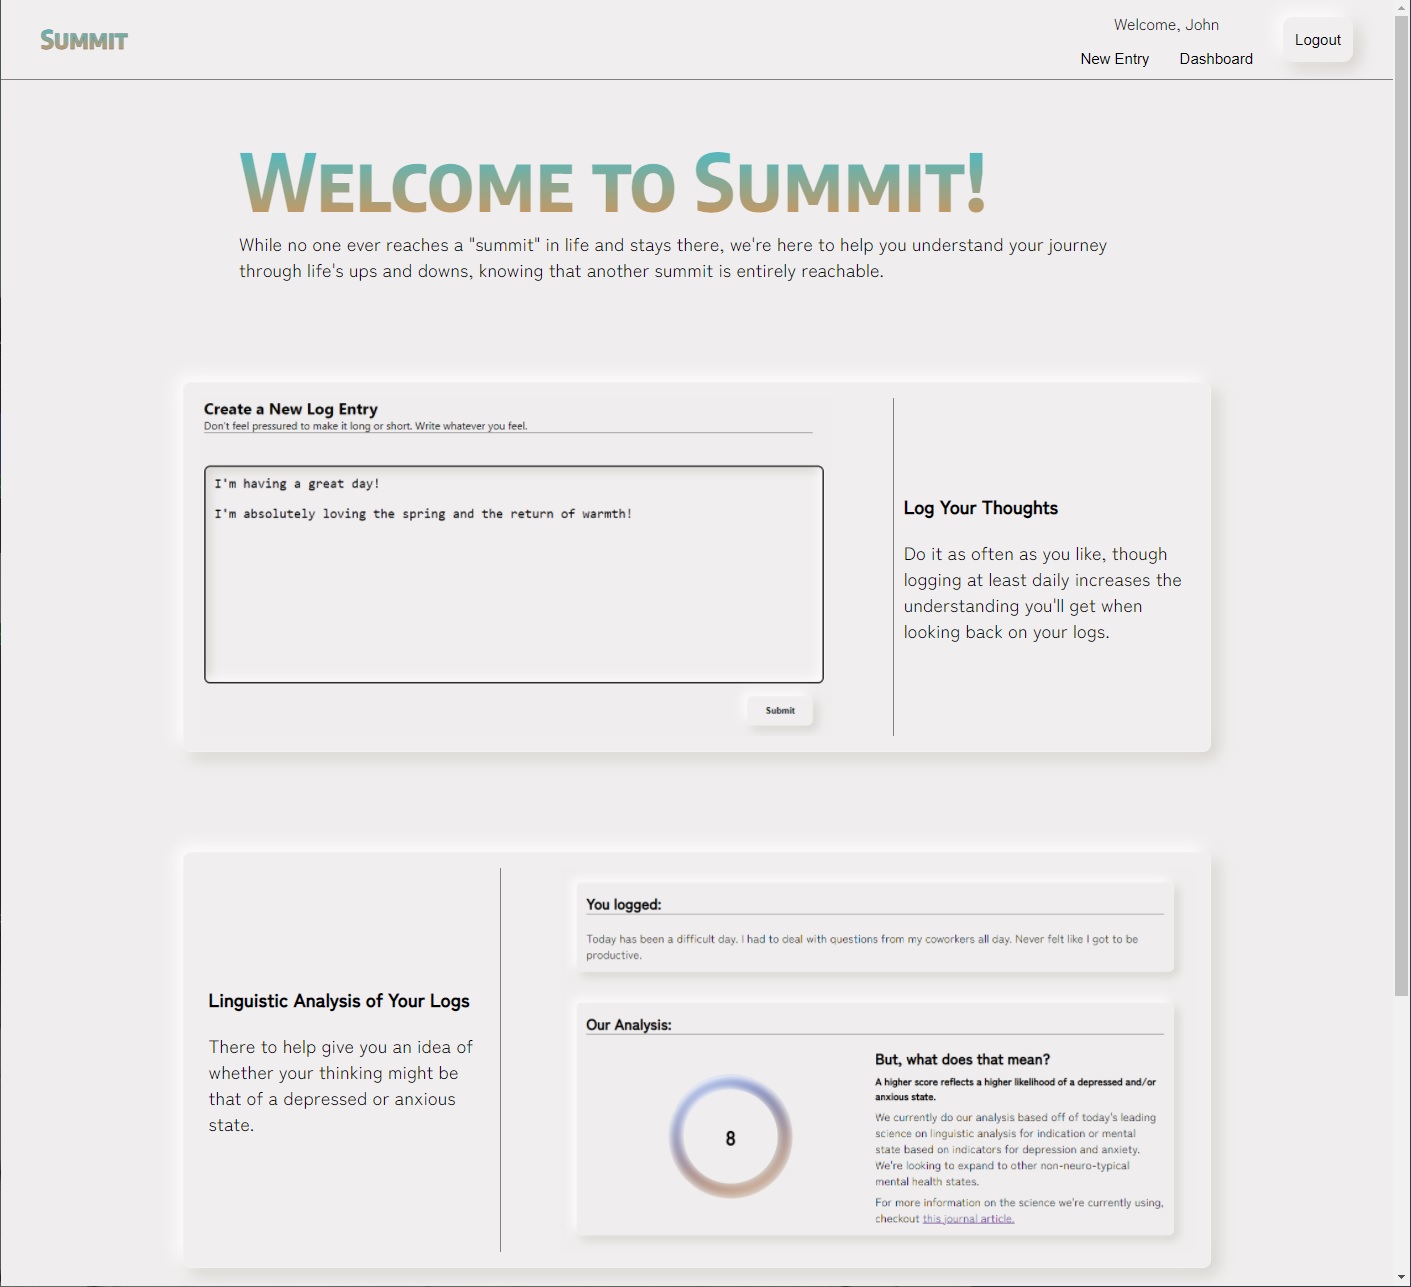 Summit
Welcome, John
New Entry Dashboard
Logout
Welcome to Summit!
While no one ever reaches a "summit" in life and stays there, we're here to help you understand your journey
through life's ups and downs, knowing that another summit is entirely reachable.
Create a New Log Entry
Don't feel pressured to make it long or short. Write whatever you feel.
I'm having a great day!
I'm absolutely loving the spring and the return of warmth!
Submit
Log Your Thoughts
Do it as often as you like, though
logging at least daily increases the
understanding you'll get when
looking back on your logs.
Linguistic Analysis of Your Logs
There to help give you an idea of
whether your thinking might be
that of a depressed or anxious
state.
You logged:
Today has been a difficult day. I had to deal with questions from my coworkers all day. Never felt like I got to be
productive.
Our Analysis:
8
But, what does that mean?
A higher score reflects a higher likelihood of a depressed and/or
anxious state.
We currently do our analysis based off of today's leading
science on linguistic analysis for indication or mental
state based on indicators for depression and anxiety.
We're looking to expand to other non-neuro-typical
mental health states.
For more information on the science we're currently using,
checkout this journal article.